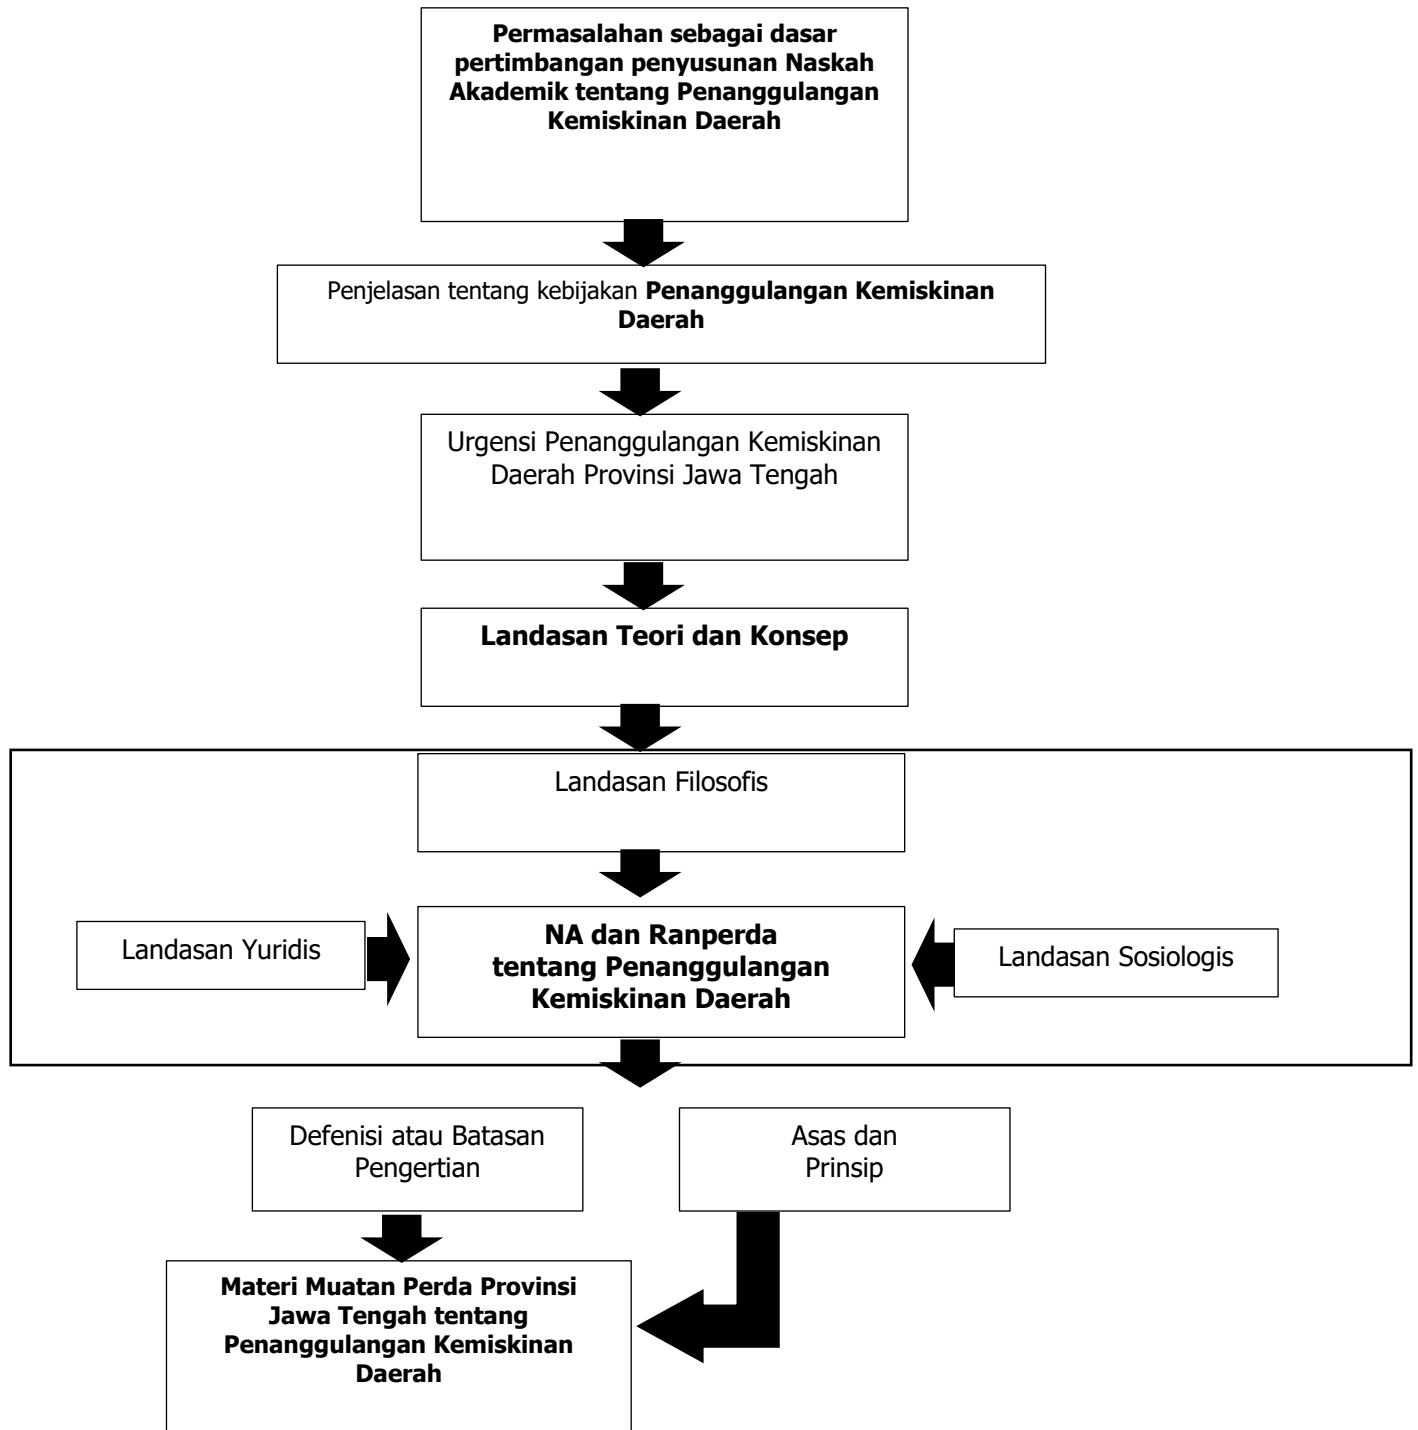 Permasalahan sebagai dasar
pertimbangan penyusunan Naskah
Akademik tentang Penanggulangan
Kemiskinan Daerah
Penjelasan tentang kebijakan Penanggulangan Kemiskinan
Daerah
Urgensi Penanggulangan Kemiskinan
Daerah Provinsi Jawa Tengah
Landasan Teori dan Konsep
Landasan Filosofis
Landasan Yuridis
NA dan Ranperda
tentang Penanggulangan
Kemiskinan Daerah
Landasan Sosiologis
Defenisi atau Batasan
Pengertian
Asas dan
Prinsip
Materi Muatan Perda Provinsi
Jawa Tengah tentang
Penanggulangan Kemiskinan
Daerah